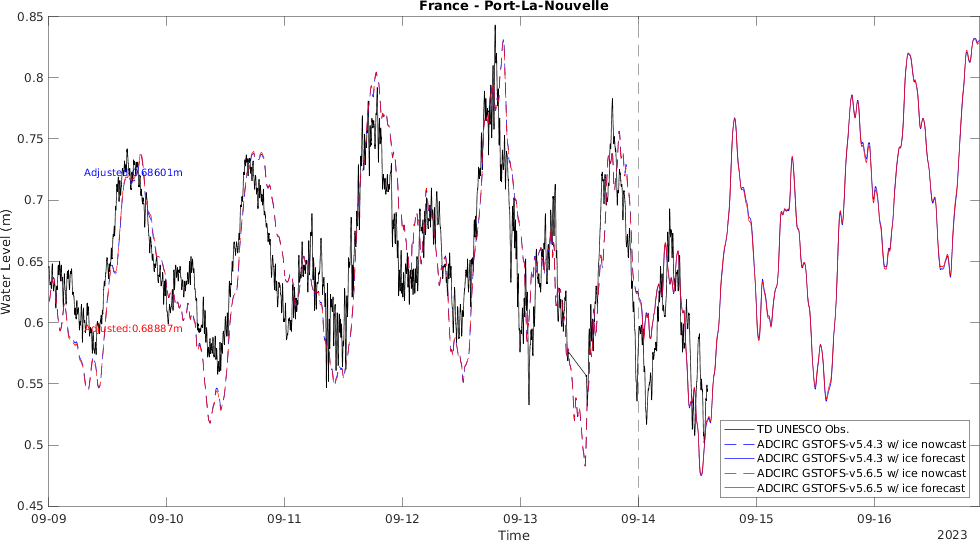 France - Port-La-Nouvelle
0.85
0.8
0.75
0.7
0.65
0.6
0.55
0.5
0.45
Water Level (m)
Adjusted:0.68601m
Adjusted:0.68887m
TD UNESCO Obs.
ADCIRC GSTOFS-v5.4.3 w/ ice nowcast
ADCIRC GSTOFS-v5.4.3 w/ ice forecast
ADCIRC GSTOFS-v5.6.5 w/ ice nowcast
ADCIRC GSTOFS-v5.6.5 w/ ice forecast
09-09 09-10 09-11 09-12 09-13 09-14 09-15 09-16
Time
2023